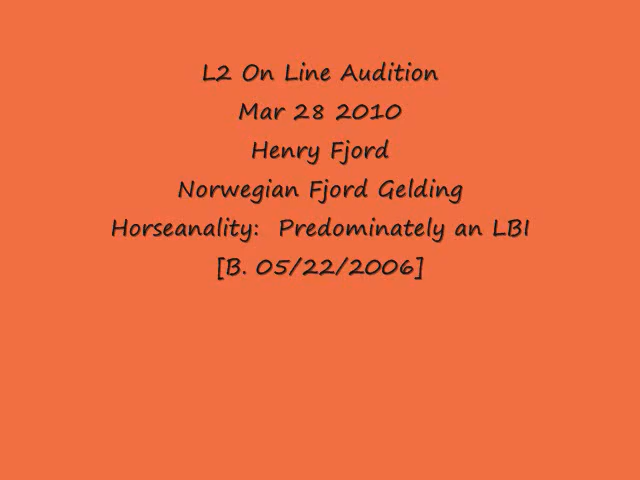 L2 On Line Audition
Mar 28 2010
Henry Fjord
Norwegian Fjord Gelding
Horseanality:  Predominately an LBI
[B. 05/22/2006]